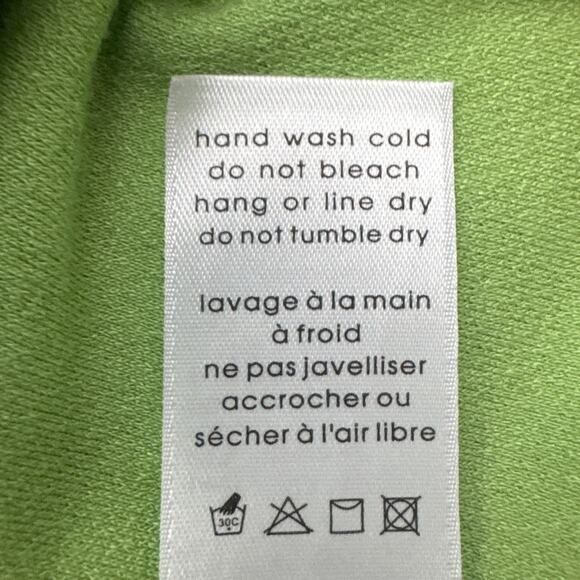 hand wash cold
do not bleach
hang or line dry
do not tumble dry
lavage à la main
à froid
ne pas javelliser
accrocher ou
sécher à l'air libre
30C